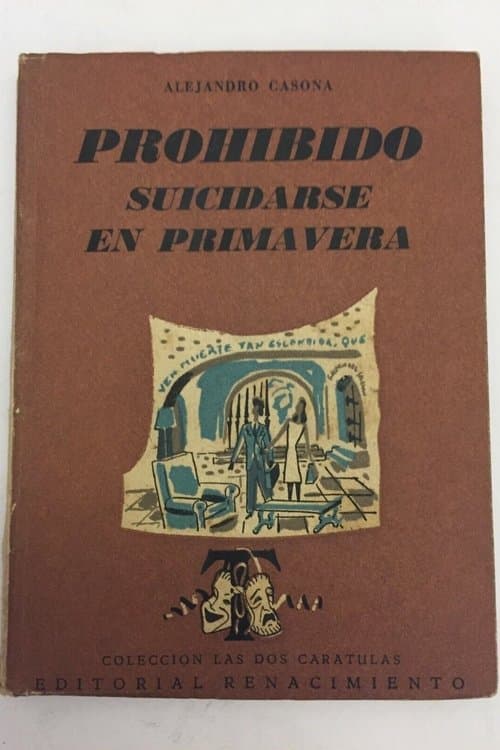 ALEJANDRO CASONA
PROHIBIDO
SUICIDARSE
EN PRIMAVERA
VEN MUERTE TAN ESCONDIDA, QUE
COLECCION LAS DOS CARATULAS
EDITORIAL RENACIMIENTO